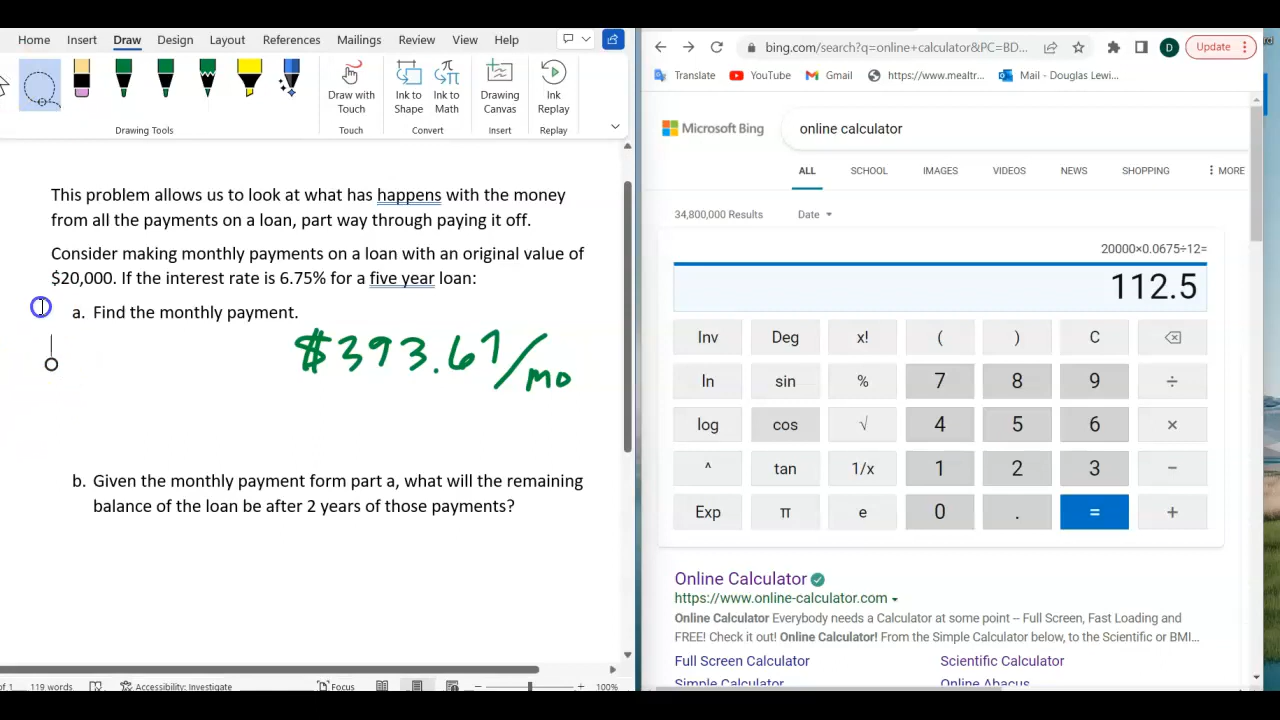 Home Insert Draw Design Layout References Mailings Review View Help
Draw with Touch
Ink to Shape
Ink to Math
Drawing Canvas
Ink Replay
Drawing Tools Touch Convert Insert Replay
This problem allows us to look at what has happens with the money
from all the payments on a loan, part way through paying it off.
Consider making monthly payments on a loan with an original value of
$20,000. If the interest rate is 6.75% for a five year loan:
a. Find the monthly payment.
$393.67/mo
b. Given the monthly payment form part a, what will the remaining
balance of the loan be after 2 years of those payments?
of 1 119 words Accessibility: Investigate Focus 100%
bing.com/search?q=online+calculator&PC=BD... D Update
Translate YouTube Gmail https://www.mealtr... Mail - Douglas Lewi...
Microsoft Bing online calculator
ALL SCHOOL IMAGES VIDEOS NEWS SHOPPING MORE
34,800,000 Results Date
20000×0.0675÷12=
112.5
Inv Deg x! ( ) C
ln sin % 7 8 9 ÷
log cos √ 4 5 6 ×
^ tan 1/x 1 2 3 −
Exp π e 0 . = +
Online Calculator
https://www.online-calculator.com
Online Calculator Everybody needs a Calculator at some point – Full Screen, Fast Loading and
FREE! Check it out! Online Calculator! From the Simple Calculator below, to the Scientific or BMI...
Full Screen Calculator Scientific Calculator
Simple Calculator Online Abacus